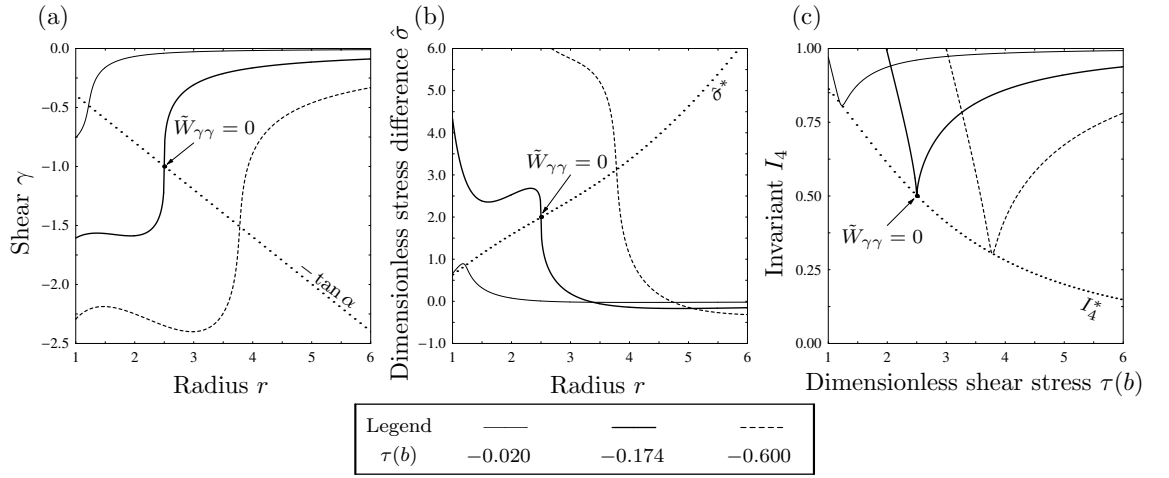 (a)
Shear γ
0.0
−0.5
−1.0
−1.5
−2.0
−2.5
W̃γγ = 0
− tan α
1 2 3 4 5 6
Radius r
(b)
Dimensionless stress difference σ̂
6.0
5.0
4.0
3.0
2.0
1.0
0.0
−1.0
σ̂*
W̃γγ = 0
1 2 3 4 5 6
Radius r
(c)
Invariant I₄
1.00
0.75
0.50
0.25
0.00
W̃γγ = 0
I₄*
1 2 3 4 5 6
Dimensionless shear stress τ(b)
Legend
τ(b) −0.020 −0.174 −0.600